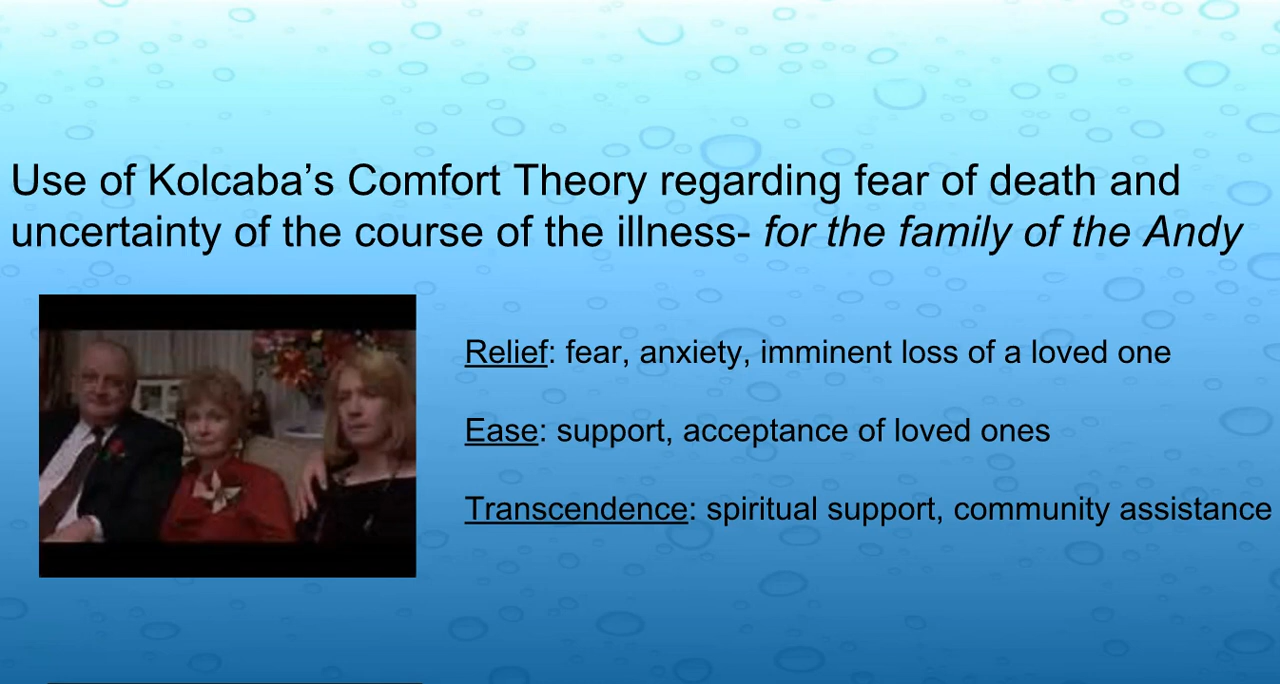 Use of Kolcaba’s Comfort Theory regarding fear of death and
uncertainty of the course of the illness- for the family of the Andy
Relief: fear, anxiety, imminent loss of a loved one
Ease: support, acceptance of loved ones
Transcendence: spiritual support, community assistance